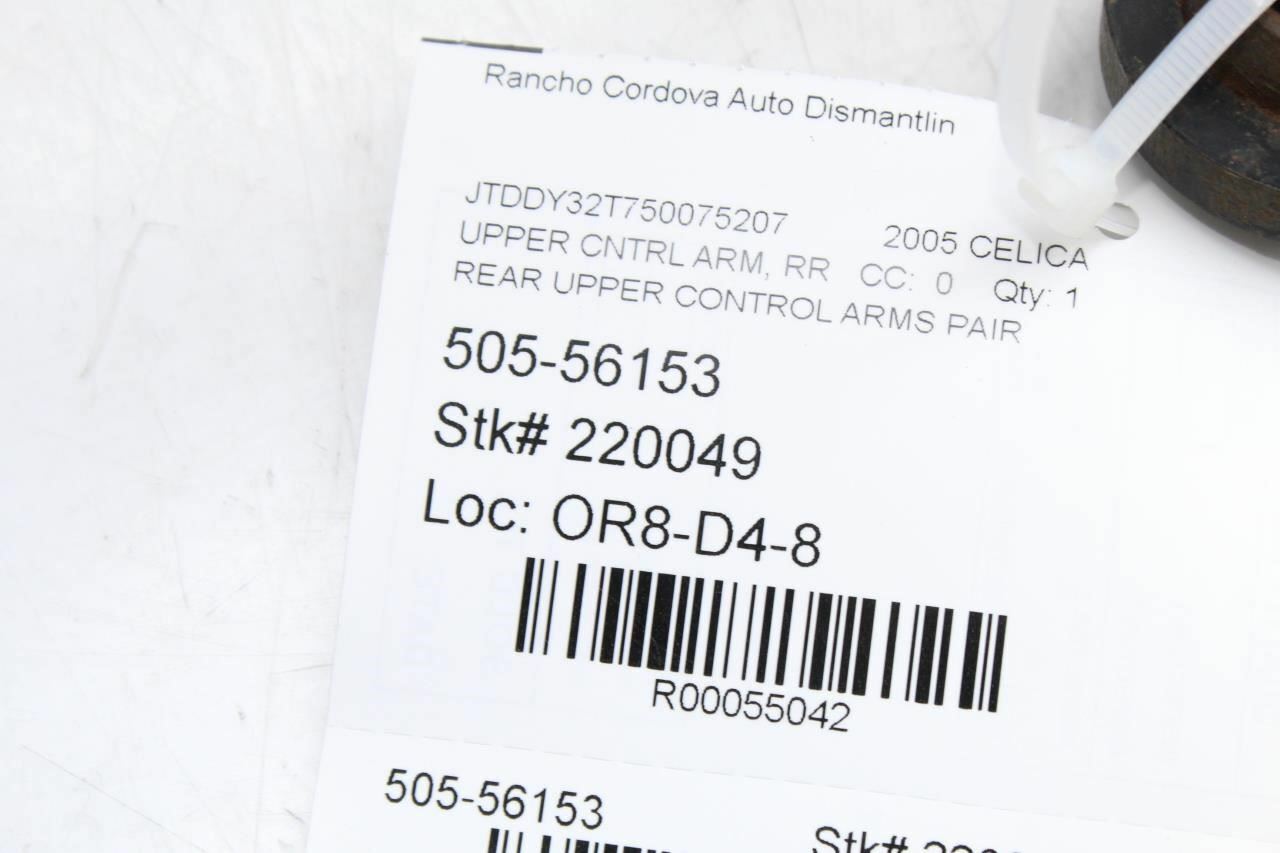 Rancho Cordova Auto Dismantlin
JTDDY32T750075207 2005 CELICA
UPPER CNTRL ARM, RR CC: 0 Qty: 1
REAR UPPER CONTROL ARMS PAIR
505-56153
Stk# 220049
Loc: OR8-D4-8
R00055042
505-56153
Stk#